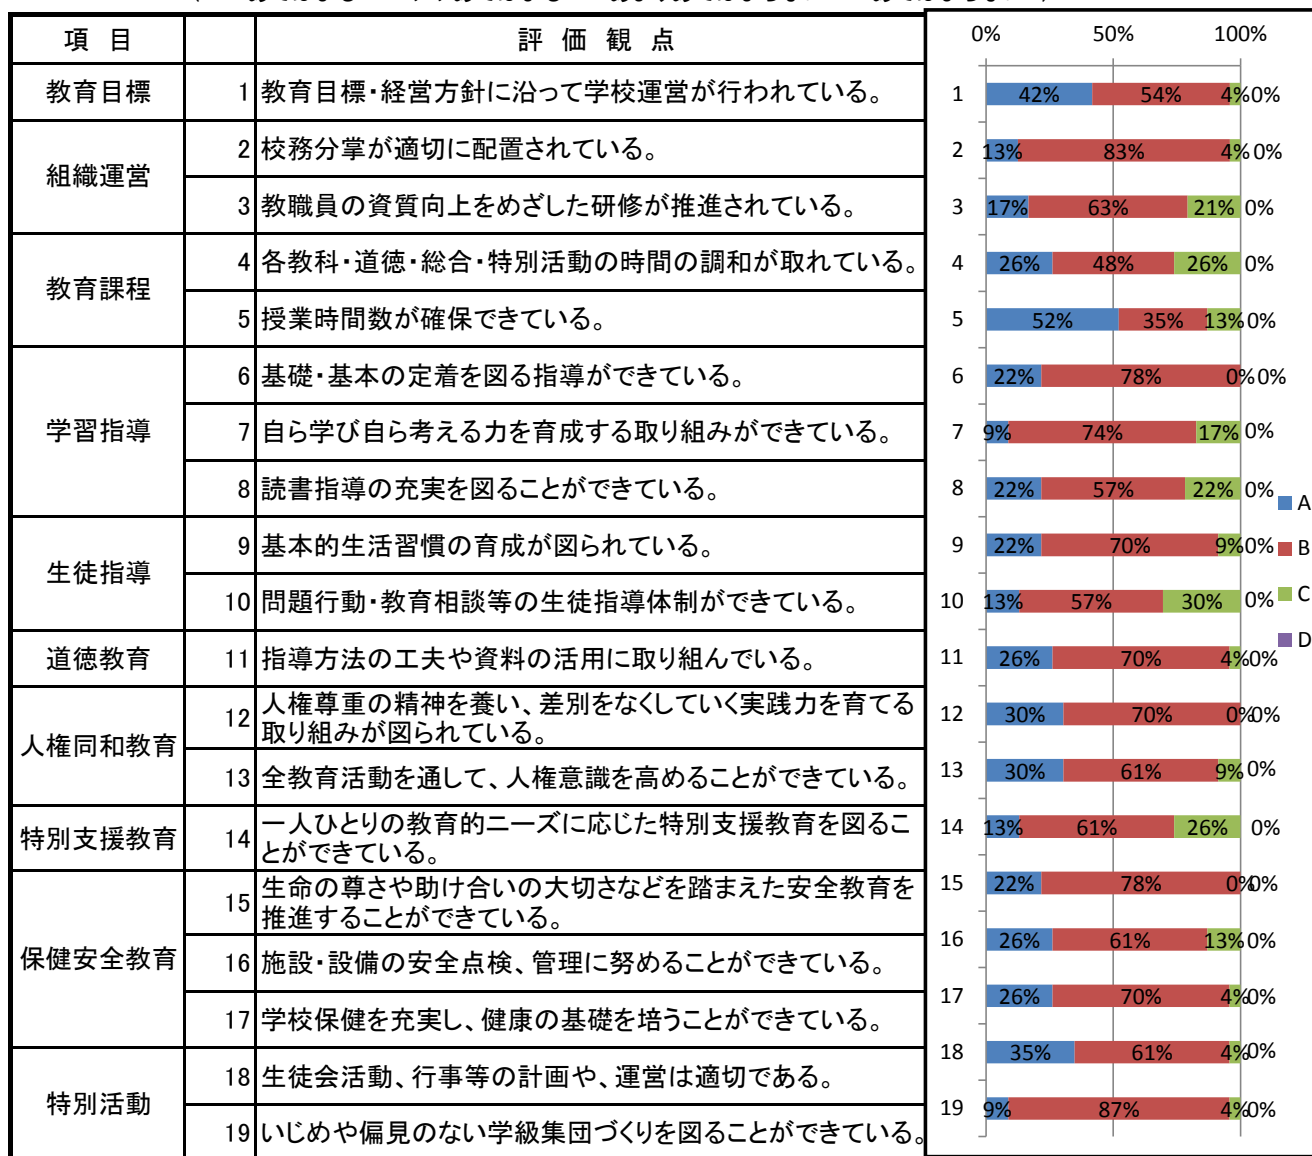 項 目 評 価 観 点
教育目標 1 教育目標・経営方針に沿って学校運営が行われている。
組織運営
2 校務分掌が適切に配置されている。
3 教職員の資質向上をめざした研修が推進されている。
教育課程
4 各教科・道徳・総合・特別活動の時間の調和が取れている。
5 授業時間数が確保できている。
学習指導
6 基礎・基本の定着を図る指導ができている。
7 自ら学び自ら考える力を育成する取り組みができている。
8 読書指導の充実を図ることができている。
生徒指導
9 基本的生活習慣の育成が図られている。
10 問題行動・教育相談等の生徒指導体制ができている。
道徳教育 11 指導方法の工夫や資料の活用に取り組んでいる。
人権同和教育
12 人権尊重の精神を養い、差別をなくしていく実践力を育てる
取り組みが図られている。
13 全教育活動を通して、人権意識を高めることができている。
特別支援教育 14 一人ひとりの教育的ニーズに応じた特別支援教育を図るこ
とができている。
保健安全教育
15 生命の尊さや助け合いの大切さなどを踏まえた安全教育を
推進することができている。
16 施設・設備の安全点検、管理に努めることができている。
17 学校保健を充実し、健康の基礎を培うことができている。
特別活動
18 生徒会活動、行事等の計画や、運営は適切である。
19 いじめや偏見のない学級集団づくりを図ることができている。
0% 50% 100%
1 42% 54% 4% 0%
2 13% 83% 4% 0%
3 17% 63% 21% 0%
4 26% 48% 26% 0%
5 52% 35% 13% 0%
6 22% 78% 0% 0%
7 9% 74% 17% 0%
8 22% 57% 22% 0%
9 22% 70% 9% 0%
10 13% 57% 30% 0%
11 26% 70% 4% 0%
12 30% 70% 0% 0%
13 30% 61% 9% 0%
14 13% 61% 26% 0%
15 22% 78% 0% 0%
16 26% 61% 13% 0%
17 26% 70% 4% 0%
18 35% 61% 4% 0%
19 9% 87% 4% 0%
A
B
C
D